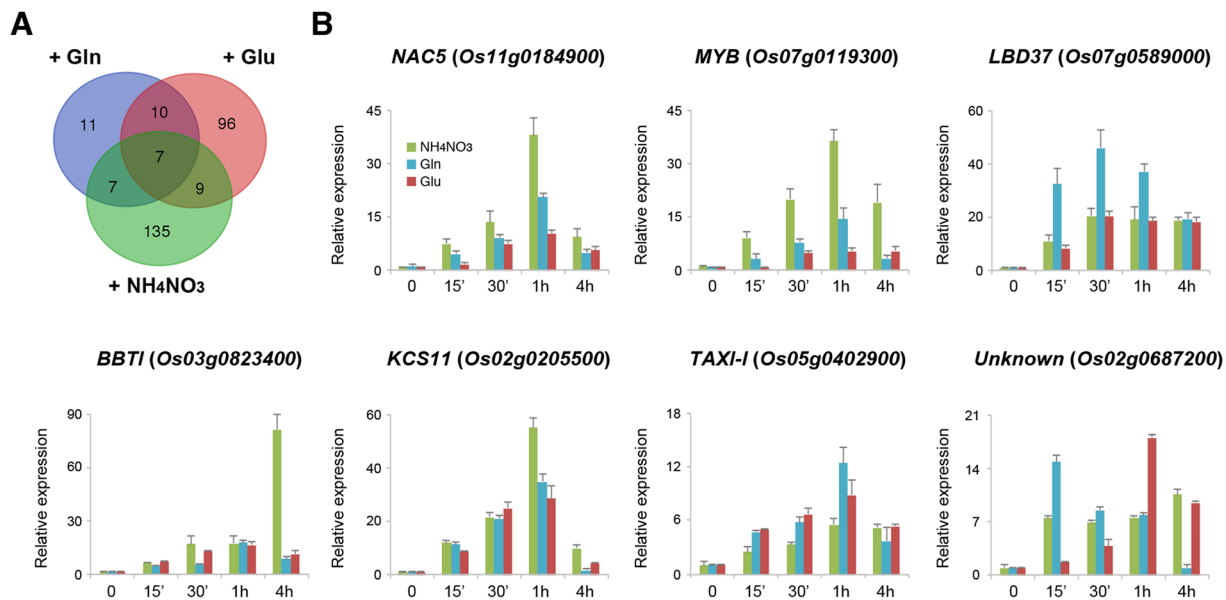 A
B
+ Gln
+ Glu
11
10
96
7
7
9
135
+ NH4NO3
NAC5 (Os11g0184900)
Relative expression
45
30
15
0
NH4NO3
Gln
Glu
0 15’ 30’ 1h 4h
MYB (Os07g0119300)
Relative expression
45
30
15
0
0 15’ 30’ 1h 4h
LBD37 (Os07g0589000)
Relative expression
60
40
20
0
0 15’ 30’ 1h 4h
BBTI (Os03g0823400)
Relative expression
90
60
30
0
0 15’ 30’ 1h 4h
KCS11 (Os02g0205500)
Relative expression
60
40
20
0
0 15’ 30’ 1h 4h
TAXI-I (Os05g0402900)
Relative expression
18
12
6
0
0 15’ 30’ 1h 4h
Unknown (Os02g0687200)
Relative expression
21
14
7
0
0 15’ 30’ 1h 4h